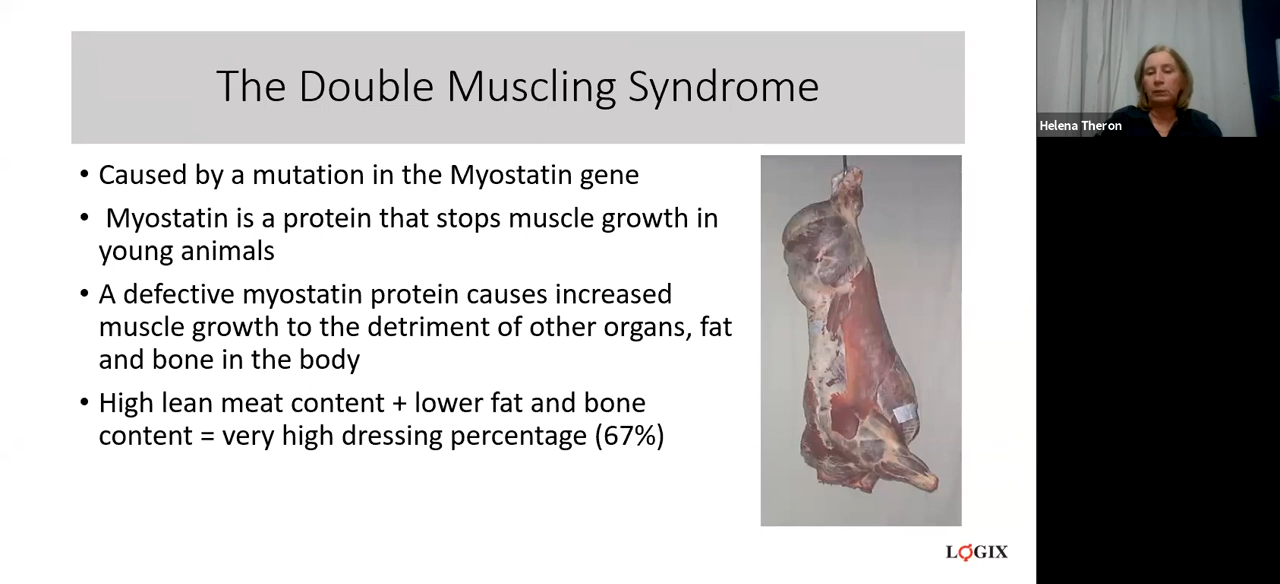 The Double Muscling Syndrome
• Caused by a mutation in the Myostatin gene
• Myostatin is a protein that stops muscle growth in
young animals
• A defective myostatin protein causes increased
muscle growth to the detriment of other organs, fat
and bone in the body
• High lean meat content + lower fat and bone
content = very high dressing percentage (67%)
LOGIX
Helena Theron